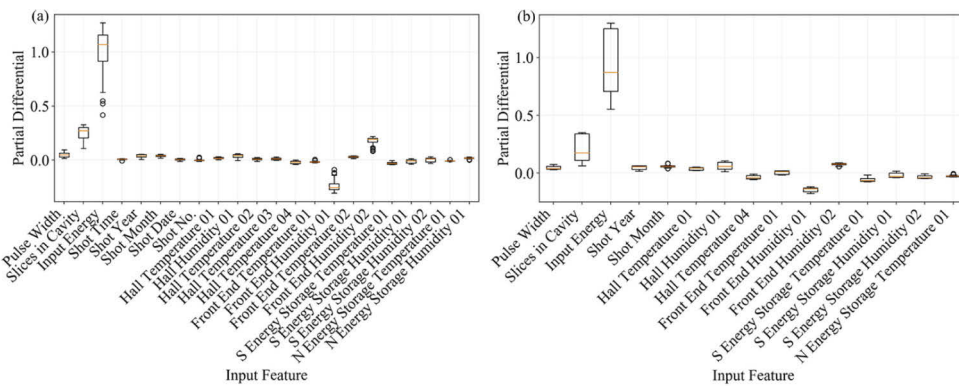 (a)
Partial Differential
1.0
0.5
0.0
Pulse Width
Slices in Cavity
Input Energy
Shot Time
Shot Year
Shot Month
Shot Date
Shot No.
Hall Temperature 01
Hall Humidity 01
Hall Temperature 02
Hall Temperature 03
Hall Temperature 04
Front End Temperature 01
Front End Humidity 01
Front End Temperature 02
Front End Humidity 02
S Energy Storage Temperature 01
S Energy Storage Humidity 01
S Energy Storage Humidity 02
N Energy Storage Temperature 01
N Energy Storage Humidity 01
Input Feature
(b)
Partial Differential
1.0
0.5
0.0
Pulse Width
Slices in Cavity
Input Energy
Shot Year
Shot Month
Hall Temperature 01
Hall Humidity 01
Hall Temperature 04
Front End Temperature 01
Front End Humidity 01
Front End Humidity 02
S Energy Storage Temperature 01
S Energy Storage Humidity 01
S Energy Storage Humidity 02
N Energy Storage Temperature 01
Input Feature